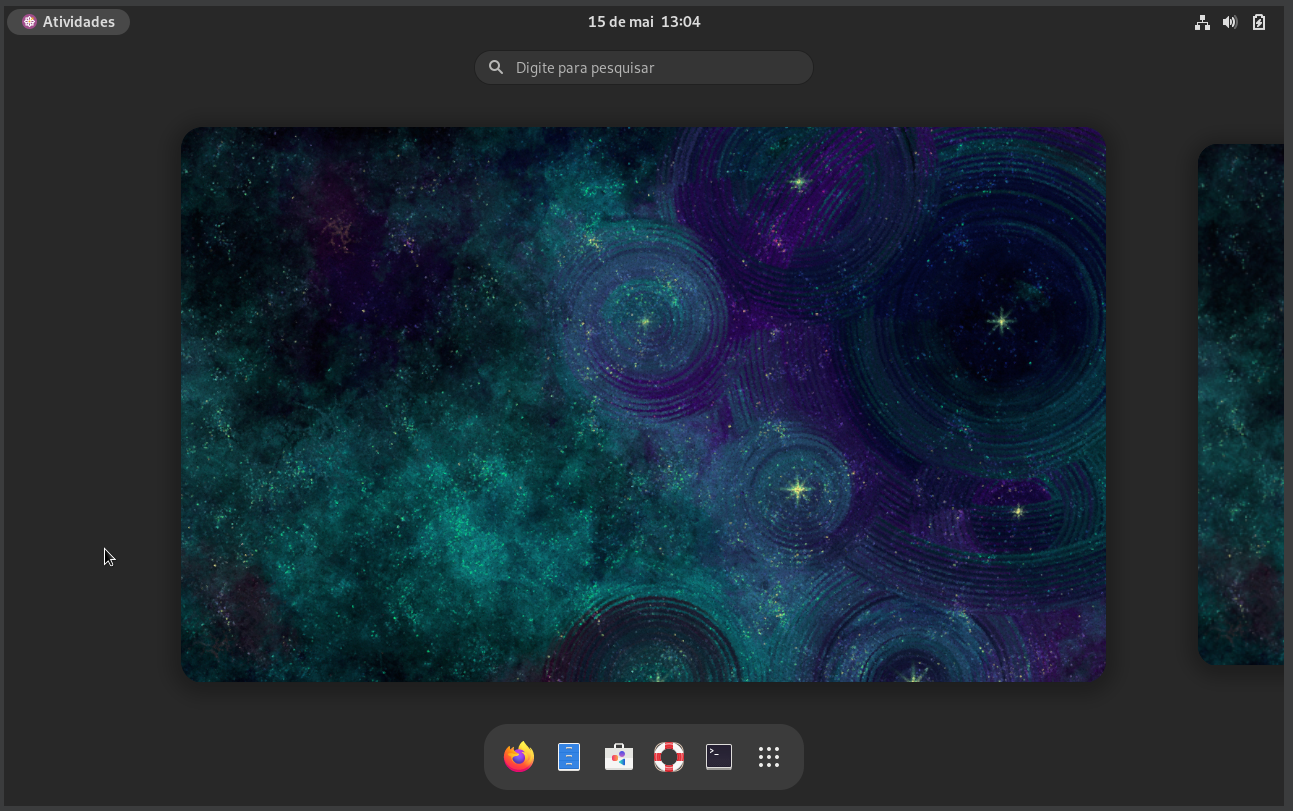 Atividades
15 de mai 13:04
Digite para pesquisar
>_